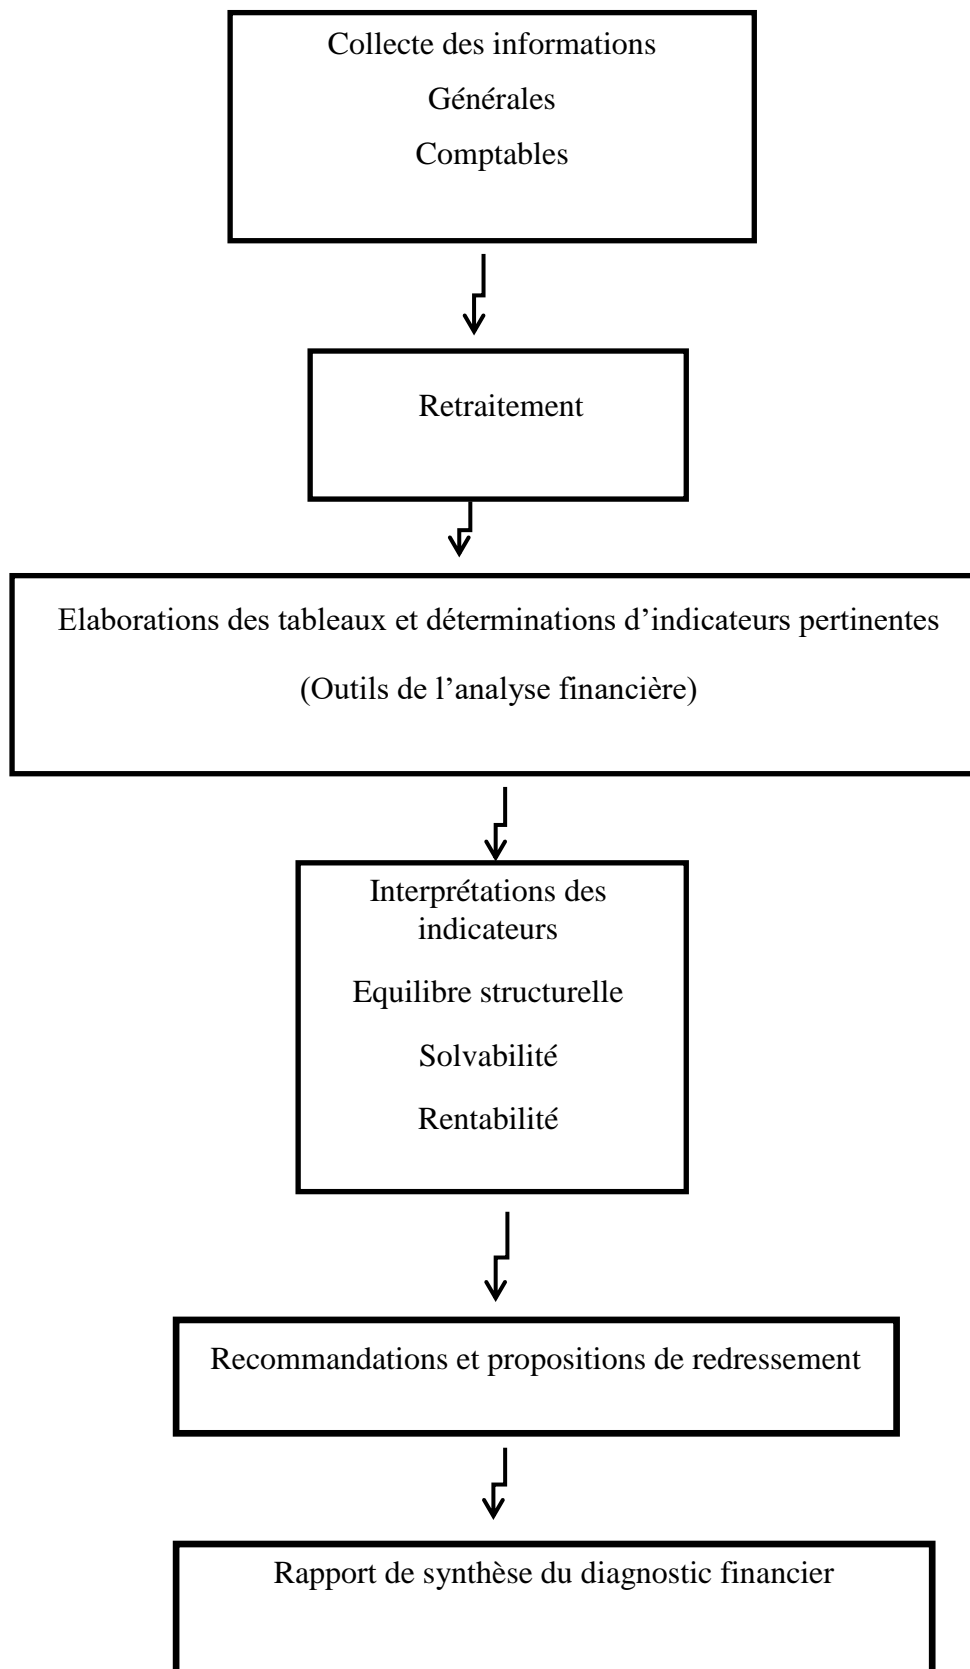 Collecte des informations
Générales
Comptables
Retraitement
Elaborations des tableaux et déterminations d’indicateurs pertinentes
(Outils de l’analyse financière)
Interprétations des
indicateurs
Equilibre structurelle
Solvabilité
Rentabilité
Recommandations et propositions de redressement
Rapport de synthèse du diagnostic financier